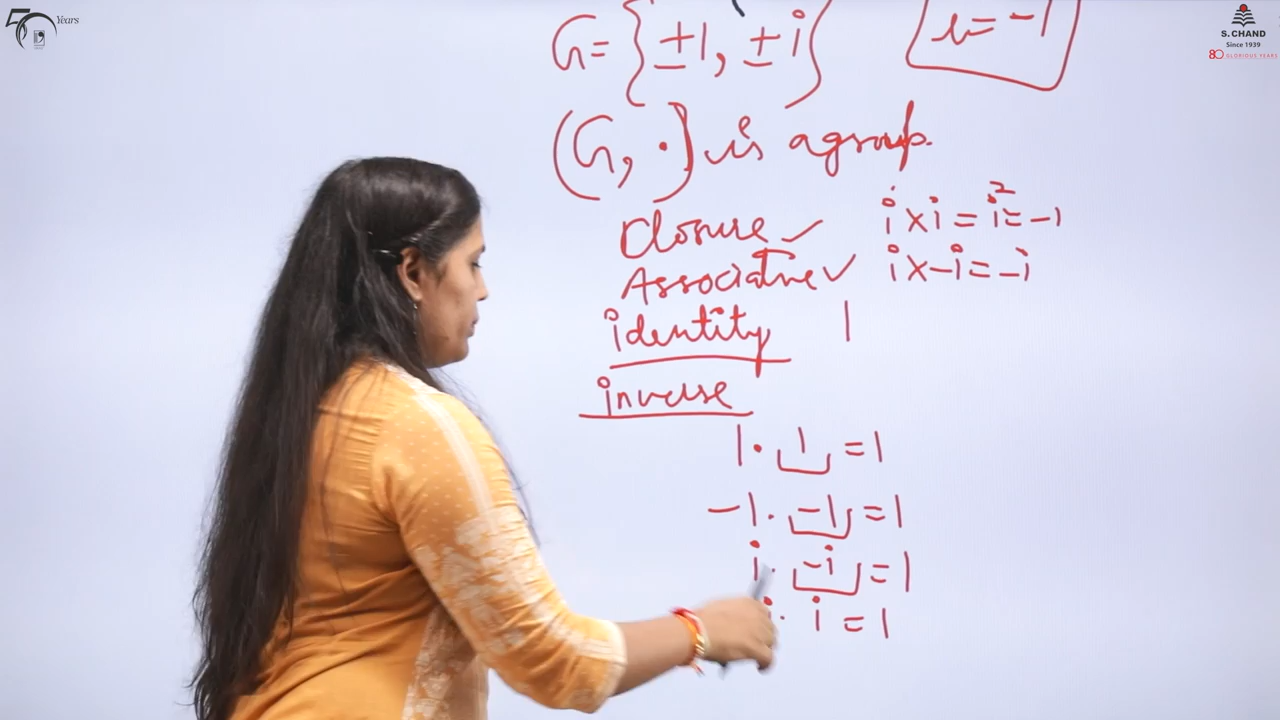 50 Years
S. CHAND
Since 1939
80 GLORIOUS YEARS
G = {±1, ±i}
= -1
(G, ·) is a group.
Closure ✓ i × i = i² = -1
Associative ✓ i × -i = -i
identity 1
inverse
1 · 1 = 1
-1 · -1 = 1
i · -i = 1
i · i = 1